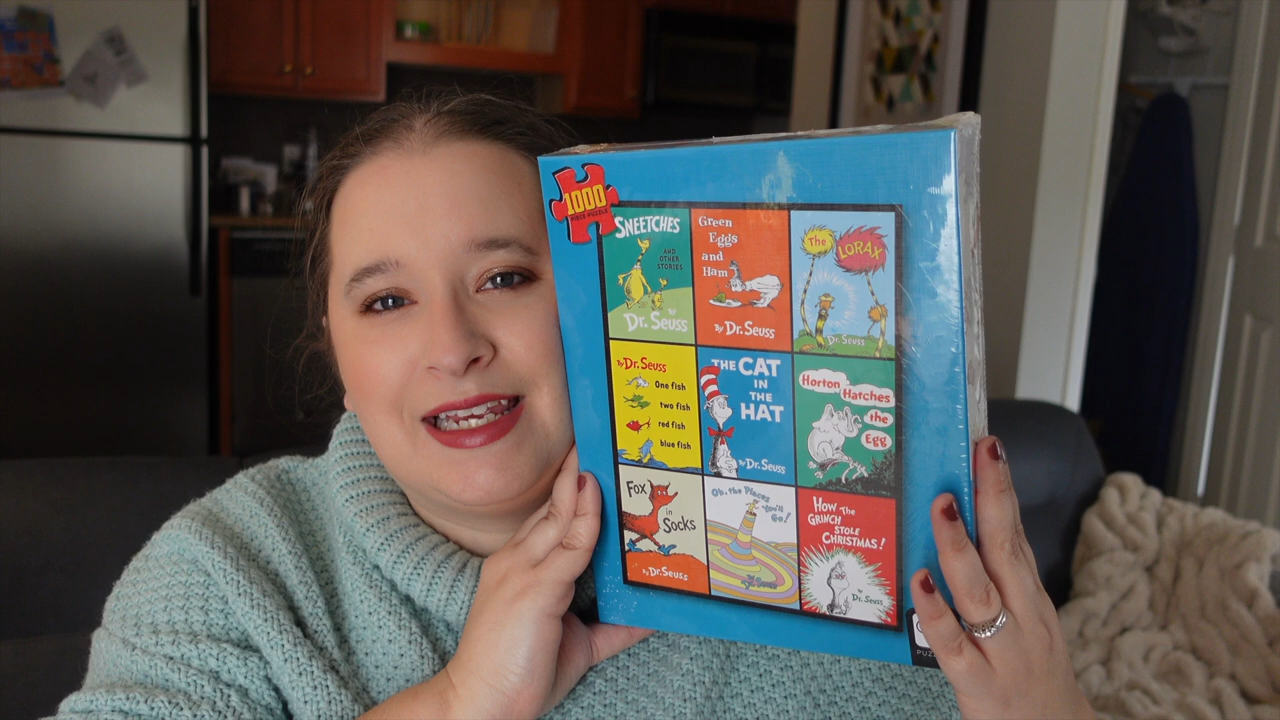 1000
PIECE PUZZLE
SNEETCHES
AND
OTHER
STORIES
by
Dr. Seuss
Green
Eggs
and
Ham
By Dr. Seuss
The
LORAX
Dr. Seuss
By Dr. Seuss
One fish
two fish
red fish
blue fish
THE CAT
IN
THE
HAT
By Dr. Seuss
Horton
Hatches
the
Egg
Fox
in
Socks
By Dr. Seuss
Oh, the Places
You'll
Go!
Dr. Seuss
HOW THE
GRINCH
STOLE
CHRISTMAS!
by
Dr. Seuss